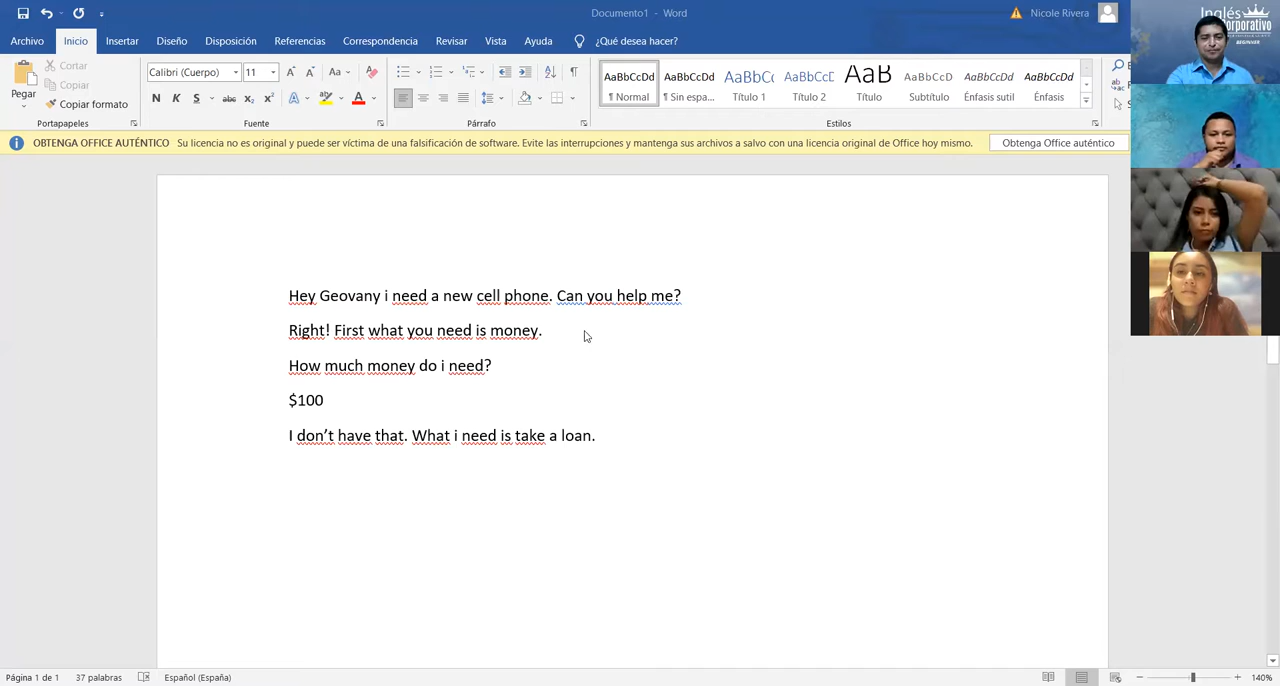 Documento1 - Word
Nicole Rivera
Inglés
BEGINNER
Archivo Inicio Insertar Diseño Disposición Referencias Correspondencia Revisar Vista Ayuda ¿Qué desea hacer?
Pegar
Cortar
Copiar
Copiar formato
Portapapeles
Calibri (Cuerpo) 11
N K S abc x₂ x²
Fuente
Párrafo
AaBbCcDd AaBbCcDd AaBbCc AaBbCcD AaB AaBbCcD AaBbCcDd AaBbCcDd
¶ Normal ¶ Sin espa... Título 1 Título 2 Título Subtítulo Énfasis sutil Énfasis
Estilos
OBTENGA OFFICE AUTÉNTICO Su licencia no es original y puede ser víctima de una falsificación de software. Evite las interrupciones y mantenga sus archivos a salvo con una licencia original de Office hoy mismo. Obtenga Office auténtico
Hey Geovany i need a new cell phone. Can you help me?
Right! First what you need is money.
How much money do i need?
$100
I don't have that. What i need is take a loan.
Página 1 de 1 37 palabras Español (España) 140%